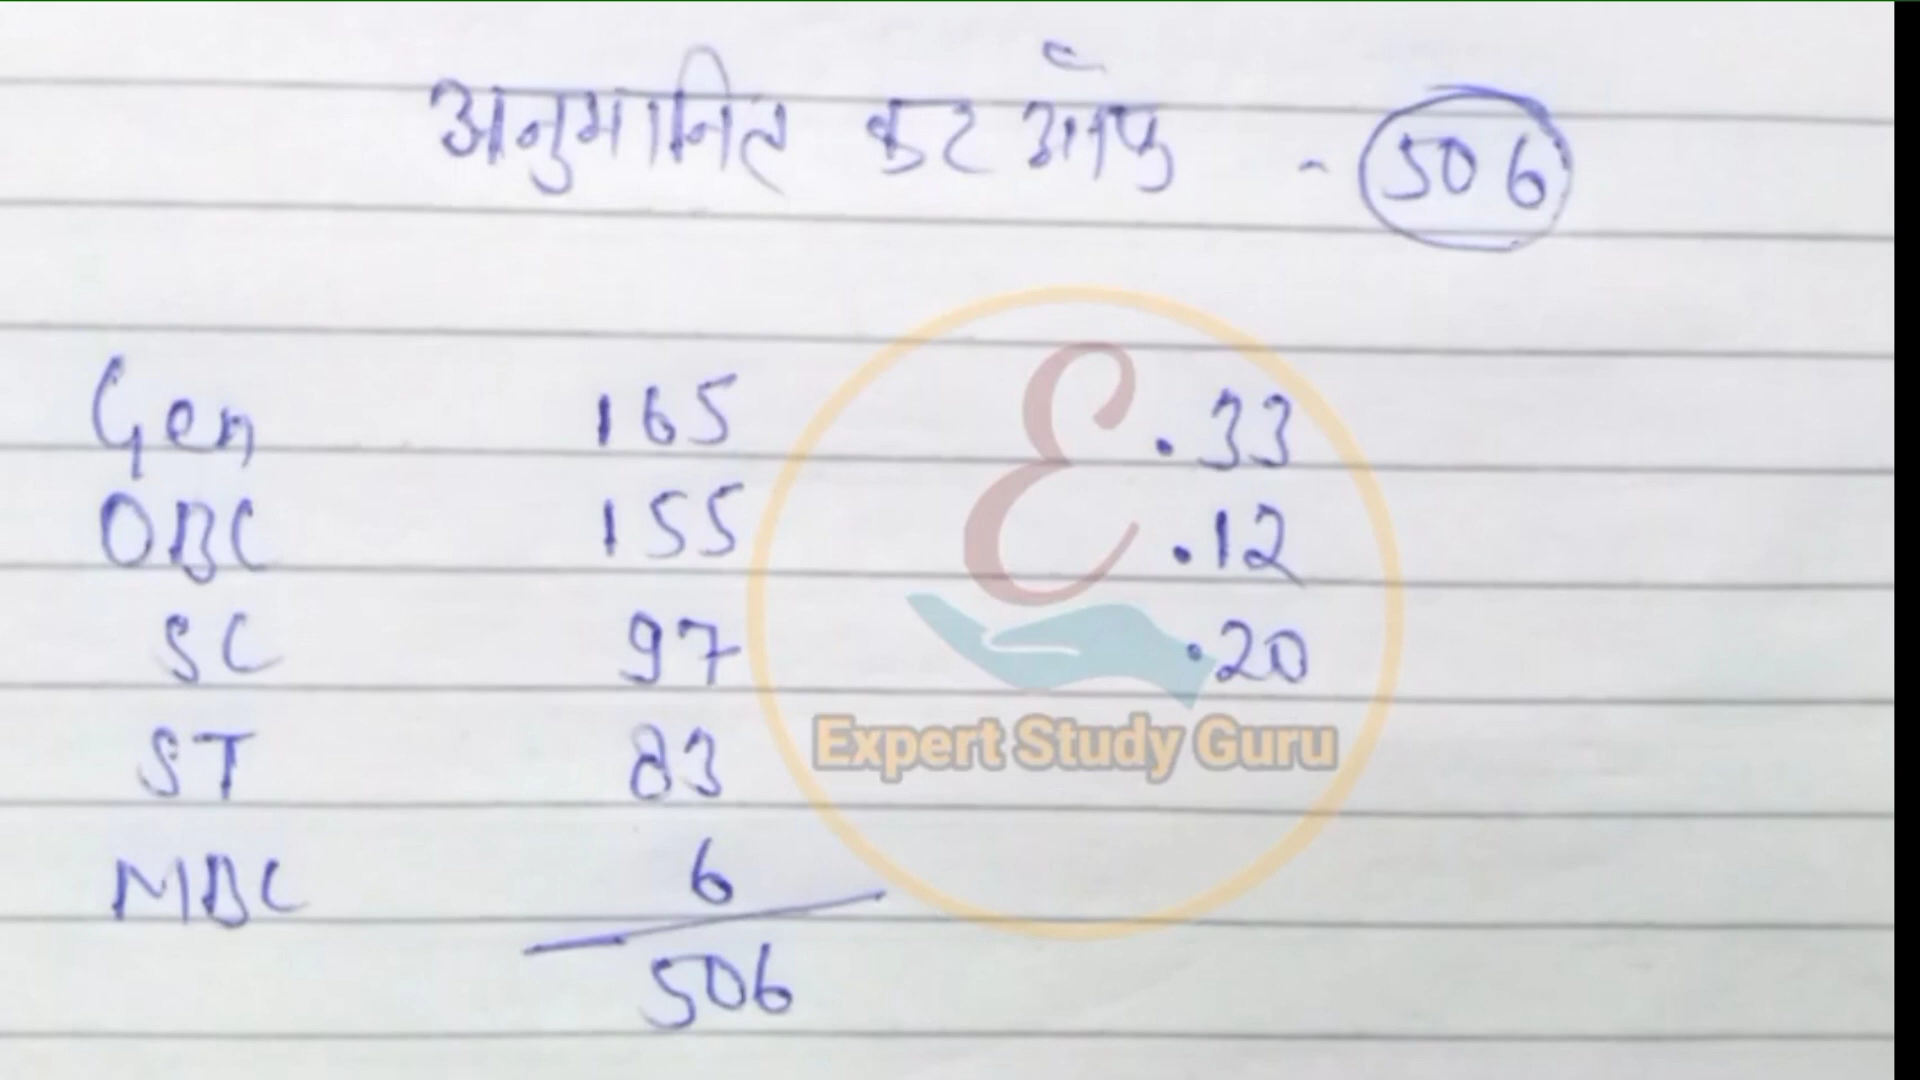 अनुमानित कट ऑफ - 506
Gen 165 .33
OBC 155 .12
SC 97 .20
ST 83
MBC 6
506
Expert Study Guru